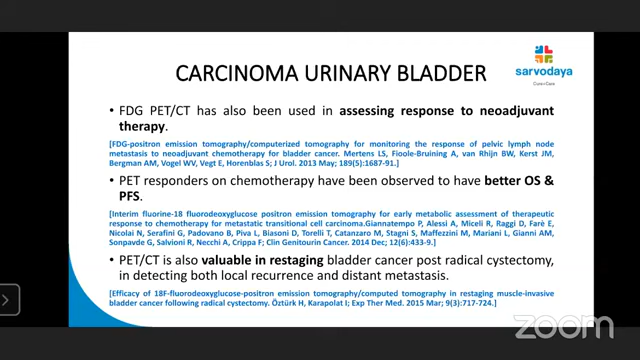 CARCINOMA URINARY BLADDER
sarvodaya
• FDG PET/CT has also been used in assessing response to neoadjuvant
therapy.
[FDG-positron emission tomography/computerized tomography for monitoring the response of pelvic lymph node
metastasis to neoadjuvant chemotherapy for bladder cancer. Mertens LS, Fioole-Bruining A, van Rhijn BW, Kerst JM,
Bergman AM, Vogel WV, Vegt E, Horenblas S; J Urol. 2013 May; 189(5):1687-91.]
• PET responders on chemotherapy have been observed to have better OS &
PFS.
[Interim fluorine-18 fluorodeoxyglucose positron emission tomography for early metabolic assessment of therapeutic
response to chemotherapy for metastatic transitional cell carcinoma.Giannatempo P, Alessi A, Miceli R, Raggi D, Farè E,
Nicolai N, Serafini G, Padovano B, Piva L, Biasoni D, Torelli T, Catanzaro M, Stagni S, Maffezzini M, Mariani L, Gianni AM,
Sonpavde G, Salvioni R, Necchi A, Crippa F; Clin Genitourin Cancer. 2014 Dec; 12(6):433-9.]
• PET/CT is also valuable in restaging bladder cancer post radical cystectomy,
in detecting both local recurrence and distant metastasis.
[Efficacy of 18F-fluorodeoxyglucose-positron emission tomography/computed tomography in restaging muscle-invasive
bladder cancer following radical cystectomy. Öztürk H, Karapolat I; Exp Ther Med. 2015 Mar; 9(3):717-724.]
zoom